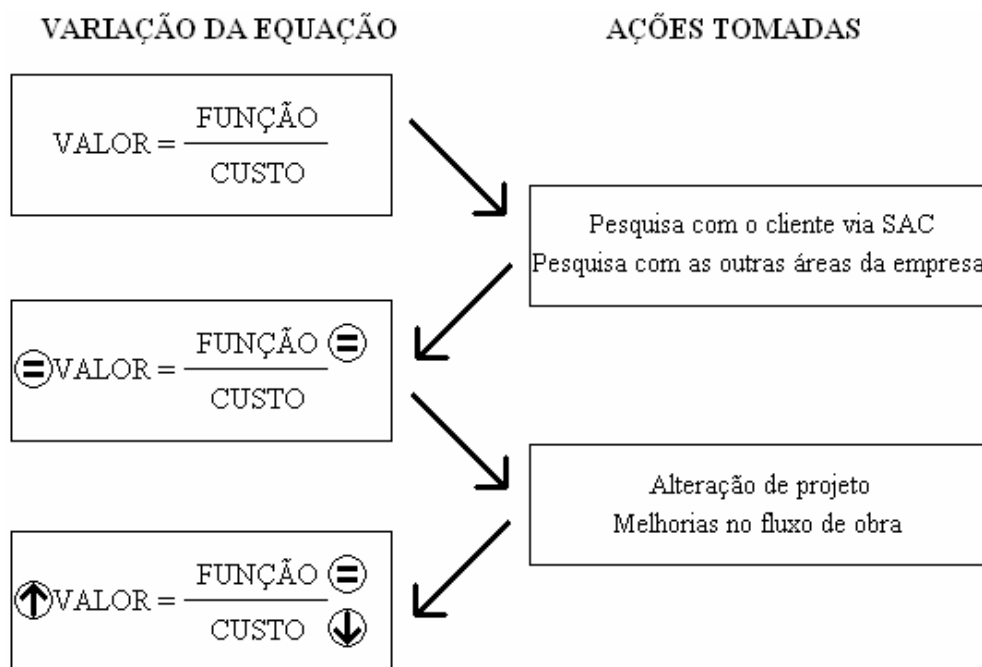 VARIAÇÃO DA EQUAÇÃO
AÇÕES TOMADAS
VALOR = FUNÇÃO
CUSTO
Pesquisa com o cliente via SAC
Pesquisa com as outras áreas da empresa
= VALOR = FUNÇÃO =
CUSTO
Alteração de projeto
Melhorias no fluxo de obra
↑ VALOR = FUNÇÃO =
CUSTO ↓